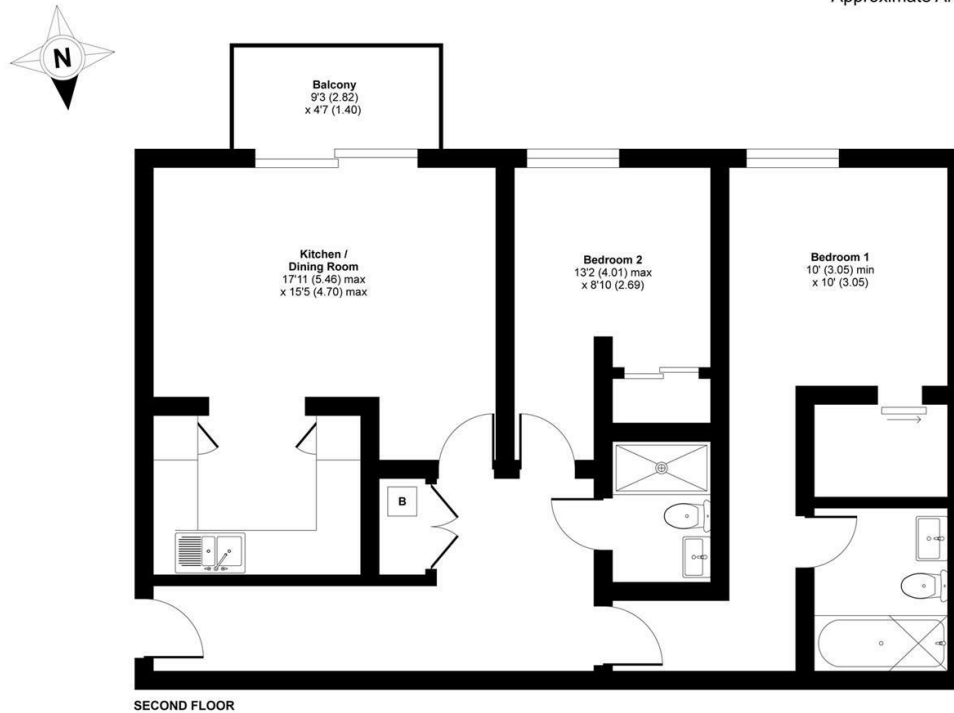 Approximate
N
Balcony
9'3 (2.82)
x 4'7 (1.40)
Kitchen /
Dining Room
17'11 (5.46) max
x 15'5 (4.70) max
Bedroom 2
13'2 (4.01) max
x 8'10 (2.69)
Bedroom 1
10' (3.05) min
x 10' (3.05)
B
SECOND FLOOR